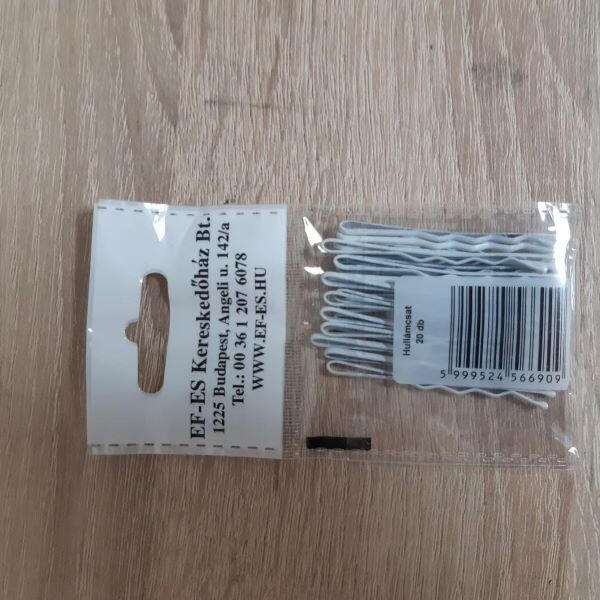 EF-ES Kereskedőház Bt.
1225 Budapest, Angeli u. 142/a
Tel.: 00 36 1 207 6078
WWW.EF-ES.HU
Hullámcsat
20 db
5 999524 566909